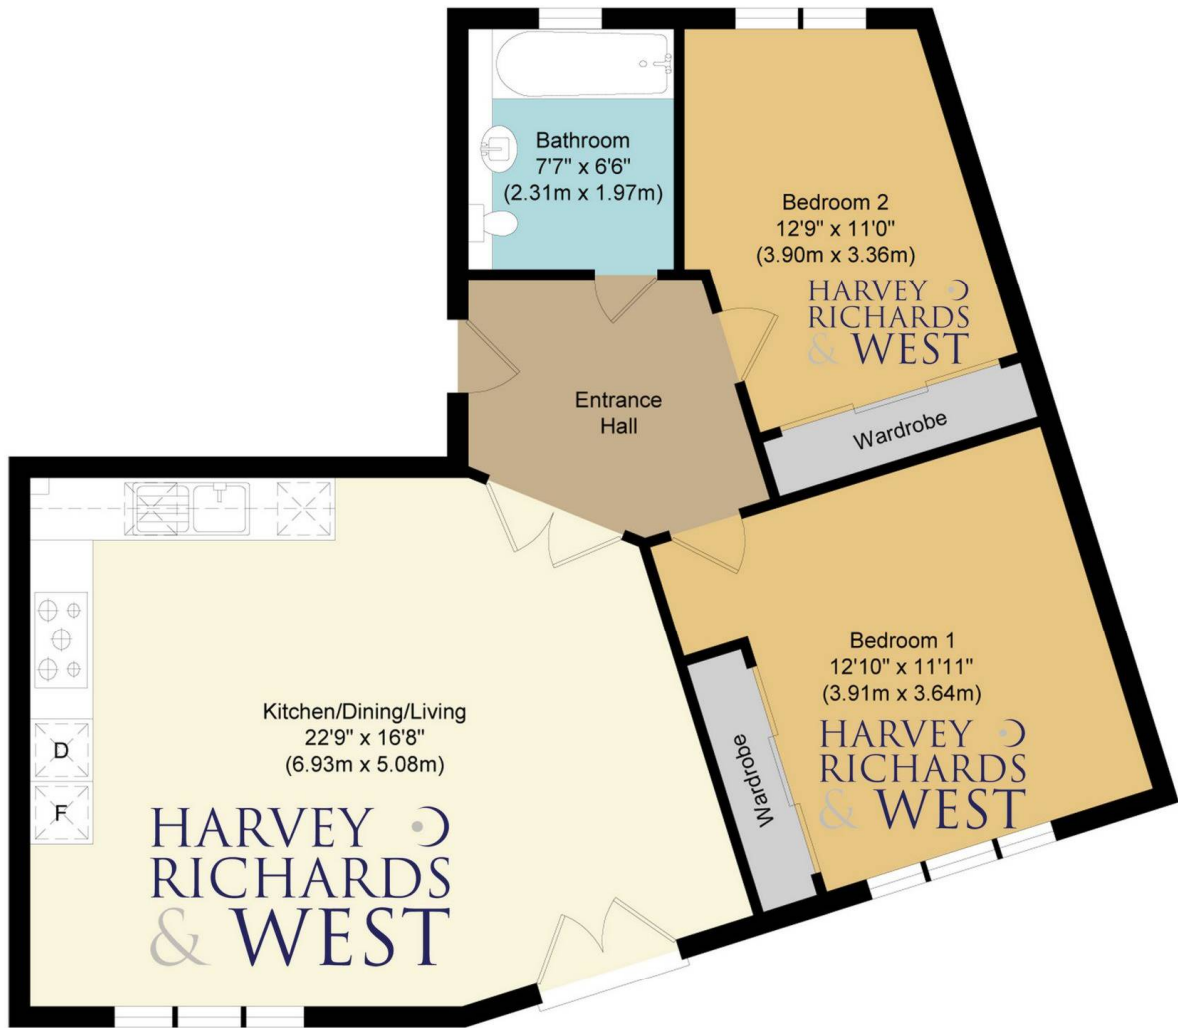 Bathroom
7'7" x 6'6"
(2.31m x 1.97m)
Bedroom 2
12'9" x 11'0"
(3.90m x 3.36m)
HARVEY
RICHARDS
& WEST
Wardrobe
Entrance
Hall
Bedroom 1
12'10" x 11'11"
(3.91m x 3.64m)
HARVEY
RICHARDS
& WEST
Wardrobe
Kitchen/Dining/Living
22'9" x 16'8"
(6.93m x 5.08m)
D
F
HARVEY
RICHARDS
& WEST